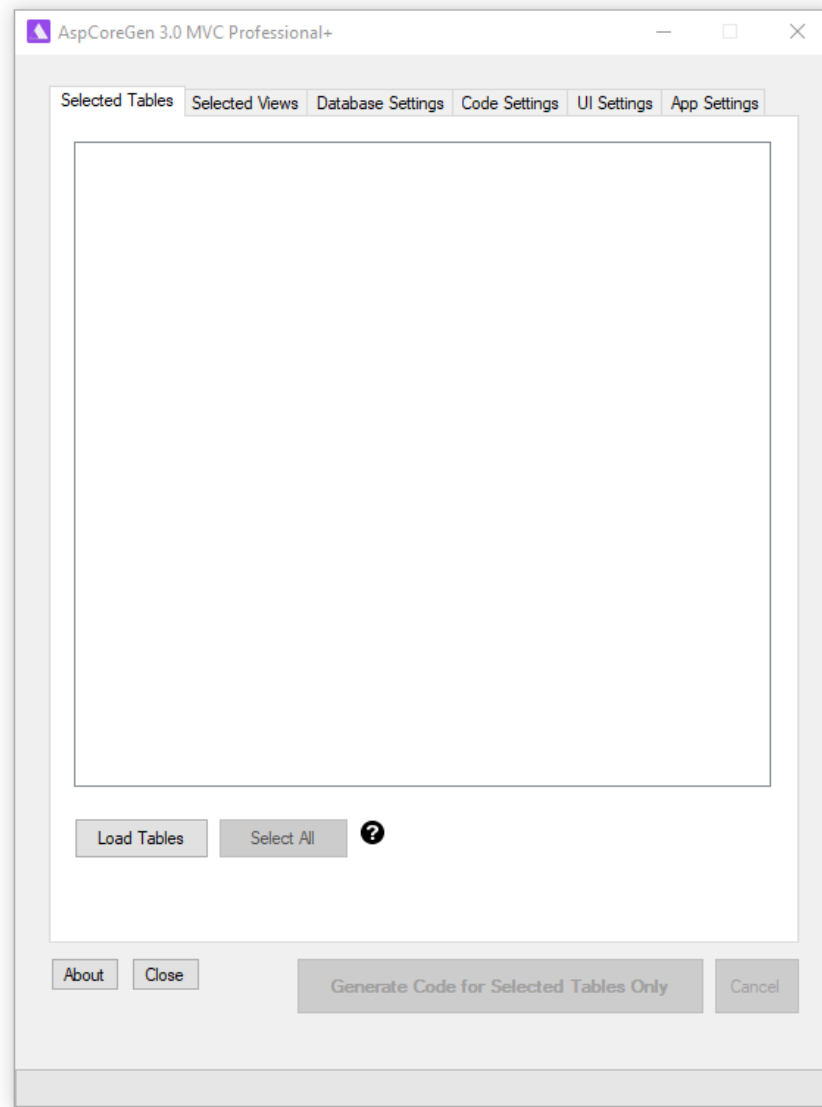 AspCoreGen 3.0 MVC Professional+
Selected Tables Selected Views Database Settings Code Settings UI Settings App Settings
Load Tables Select All ?
About Close Generate Code for Selected Tables Only Cancel